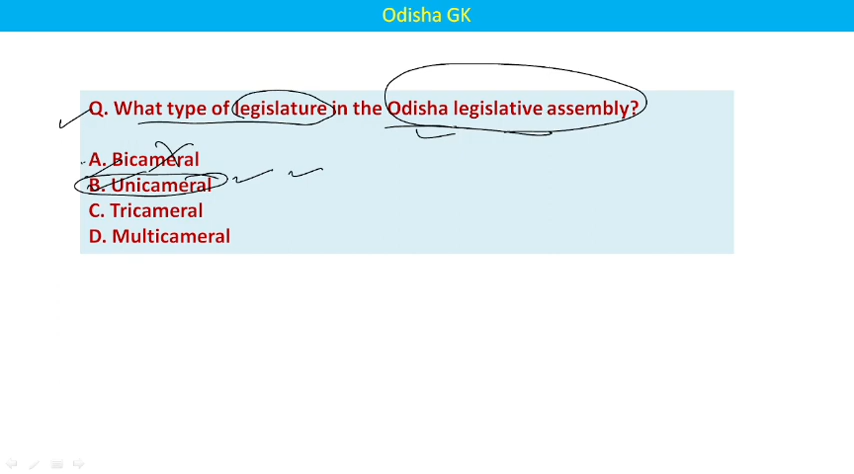 Odisha GK
Q. What type of legislature in the Odisha legislative assembly?
A. Bicameral
B. Unicameral
C. Tricameral
D. Multicameral